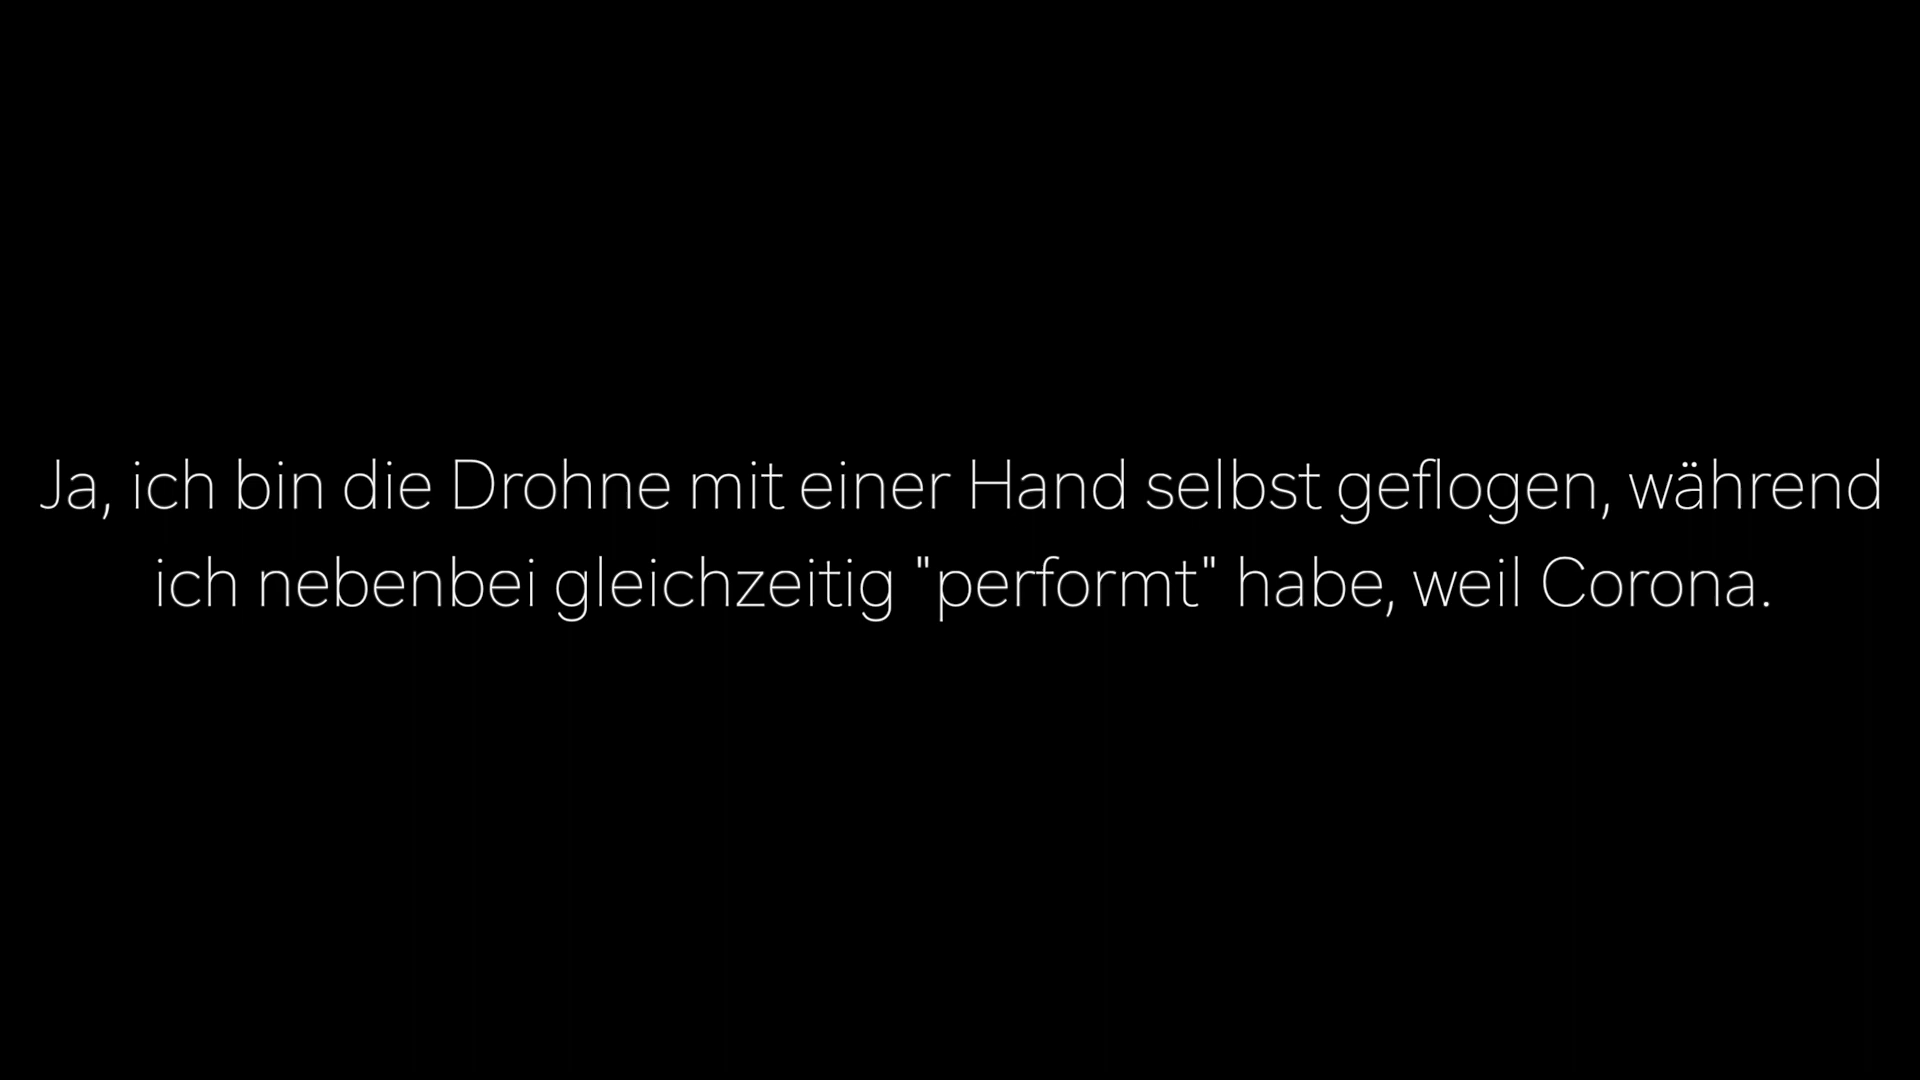 Ja, ich bin die Drohne mit einer Hand selbst geflogen, während
ich nebenbei gleichzeitig "performt" habe, weil Corona.